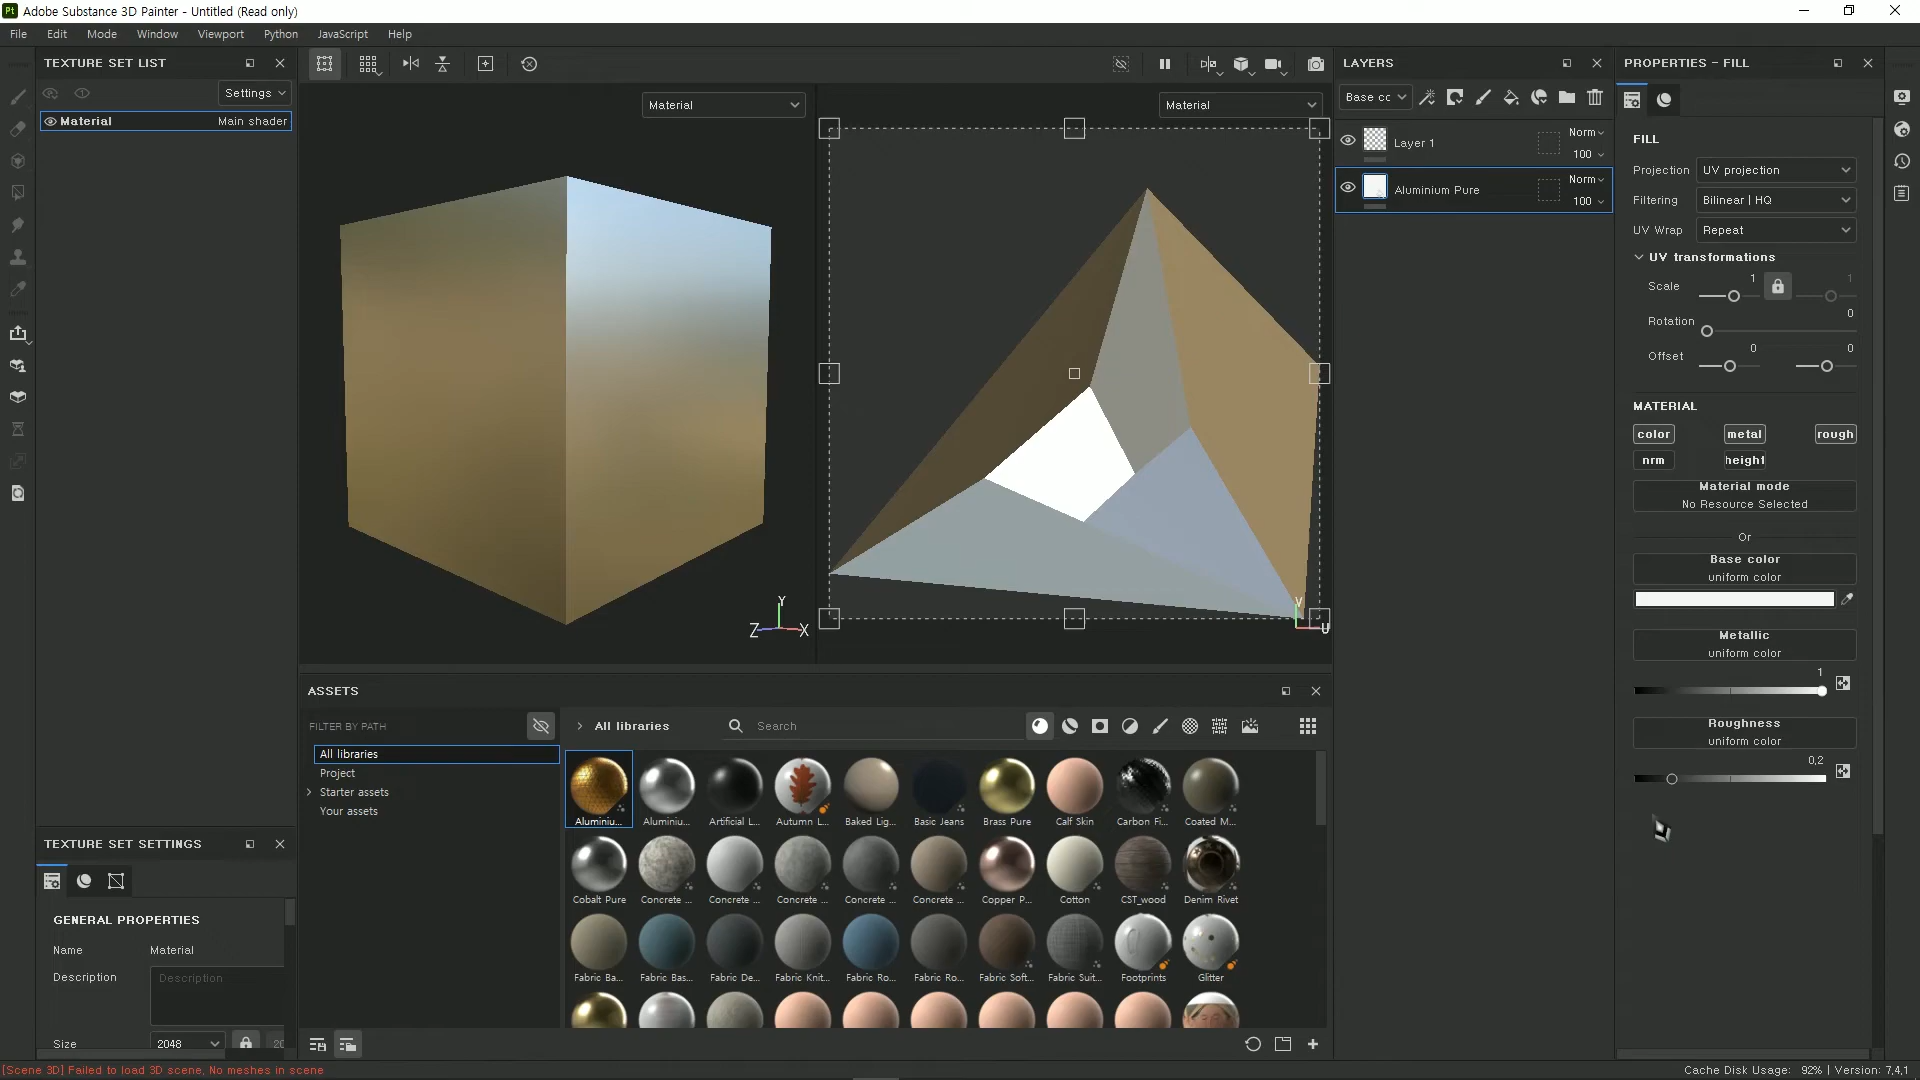 Pt Adobe Substance 3D Painter - Untitled (Read only)
File Edit Mode Window Viewport Python JavaScript Help
TEXTURE SET LIST
Settings
Material Main shader
TEXTURE SET SETTINGS
GENERAL PROPERTIES
Name Material
Description Description
Size 2048 20
Material
Y
Z X
Material
V
U
ASSETS
FILTER BY PATH
All libraries
Project
Starter assets
Your assets
All libraries Search
Aluminiu... Aluminiu... Artificial L... Autumn L... Baked Lig... Basic Jeans Brass Pure Calf Skin Carbon Fi... Coated M...
Cobalt Pure Concrete ... Concrete ... Concrete ... Concrete ... Concrete ... Copper P... Cotton CST_wood Denim Rivet
Fabric Ba... Fabric Bas... Fabric De... Fabric Knit... Fabric Ro... Fabric Ro... Fabric Soft... Fabric Suit... Footprints Glitter
LAYERS
Base cc
Layer 1 Norm
100
Aluminium Pure Norm
100
PROPERTIES - FILL
FILL
Projection UV projection
Filtering Bilinear | HQ
UV Wrap Repeat
UV transformations
Scale 1 1
Rotation 0
Offset 0 0
MATERIAL
color metal rough
nrm height
Material mode
No Resource Selected
Or
Base color
uniform color
Metallic
uniform color
1
Roughness
uniform color
0,2
[Scene 3D] Failed to load 3D scene, No meshes in scene
Cache Disk Usage: 92% | Version: 7,4,1